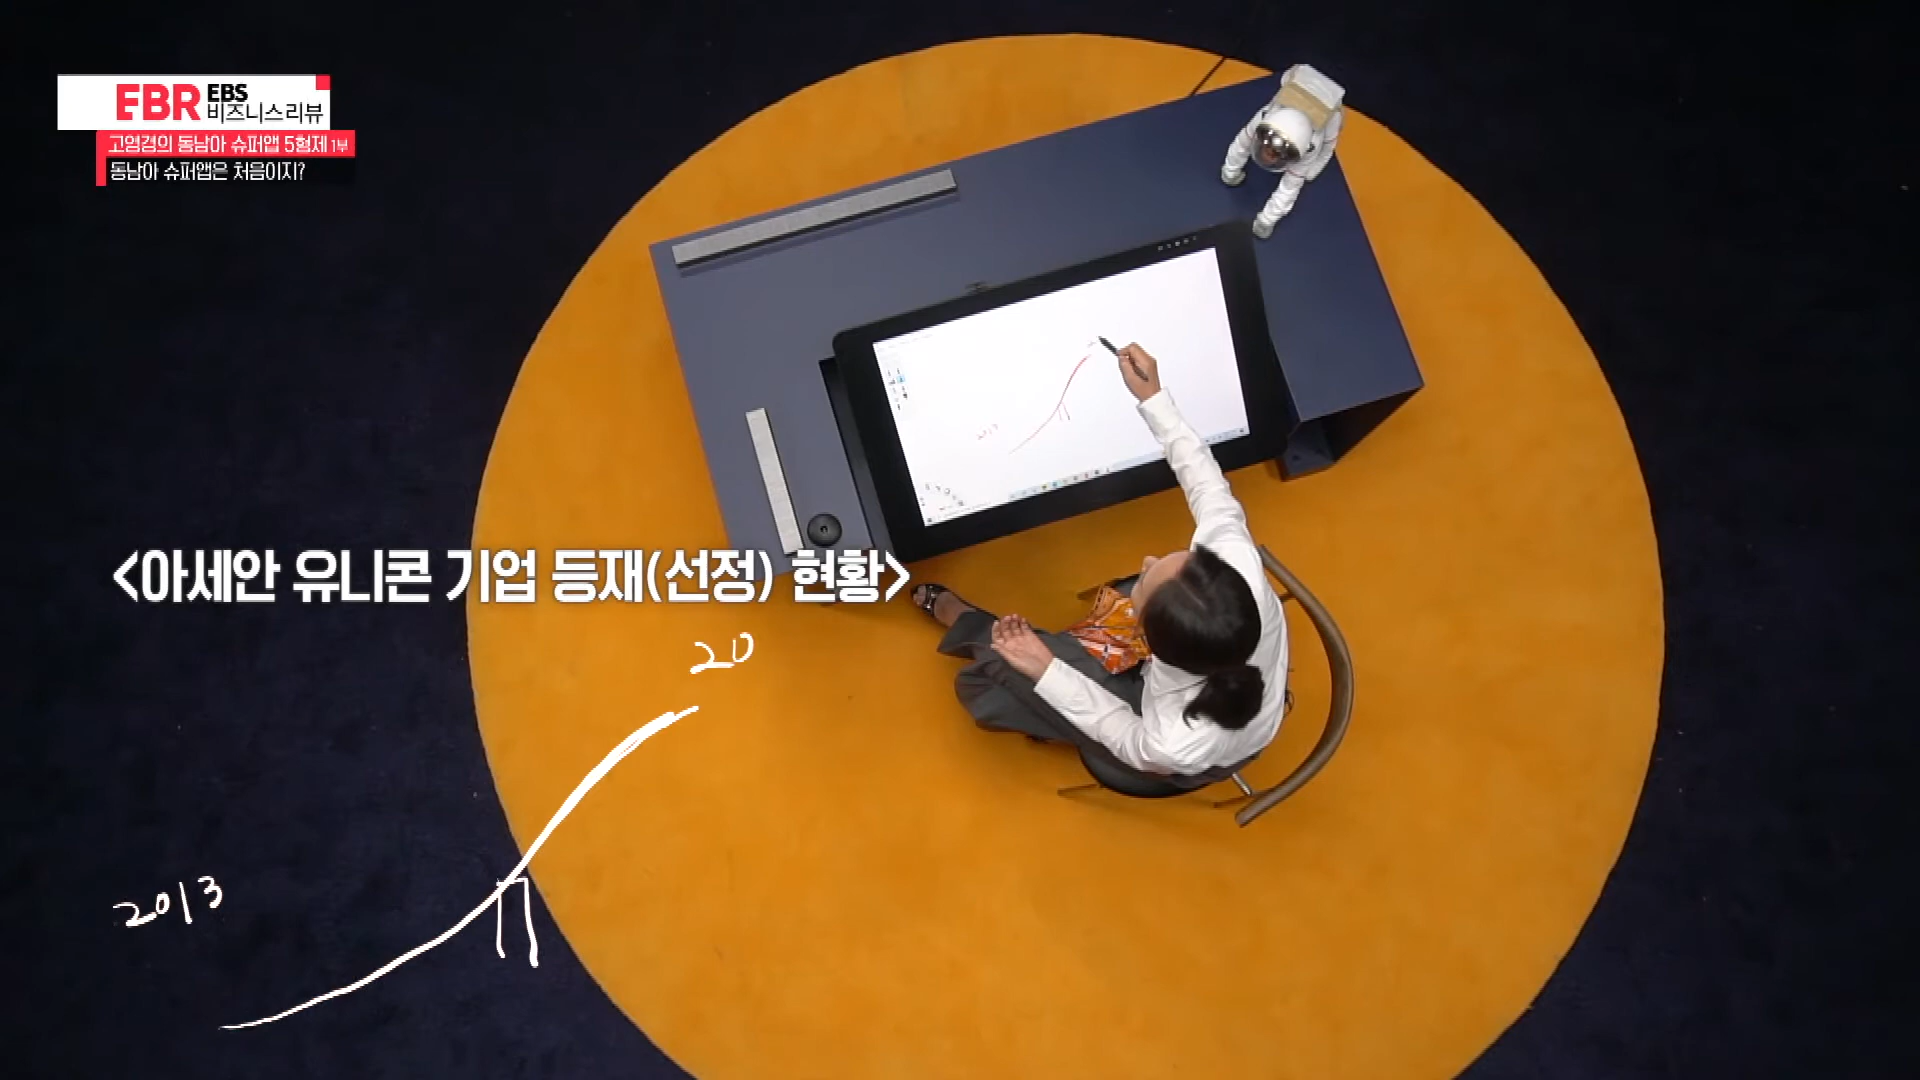 EBR EBS 비즈니스리뷰
고영경의 동남아 슈퍼앱 5형제 1부
동남아 슈퍼앱은 처음이지?
<아세안 유니콘 기업 등재(선정) 현황>
20
2013